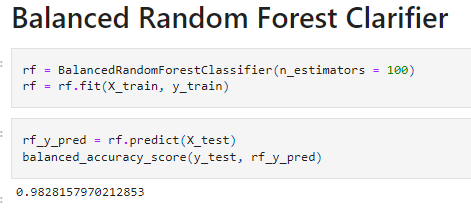 Balanced Random Forest Clarifier
rf = BalancedRandomForestClassifier(n_estimators = 100)
rf = rf.fit(X_train, y_train)
rf_y_pred = rf.predict(X_test)
balanced_accuracy_score(y_test, rf_y_pred)
0.9828157970212853